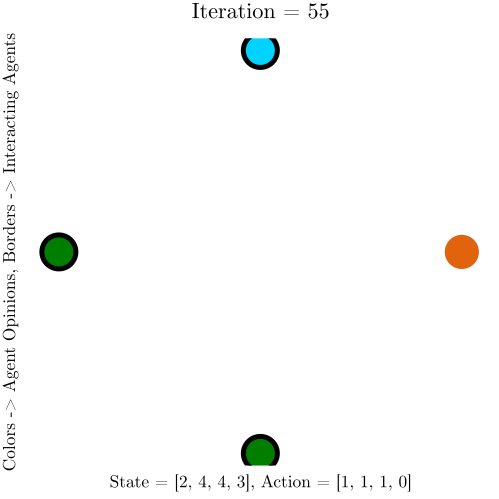 Iteration = 55
Colors -> Agent Opinions, Borders -> Interacting Agents
State = [2, 4, 4, 3], Action = [1, 1, 1, 0]